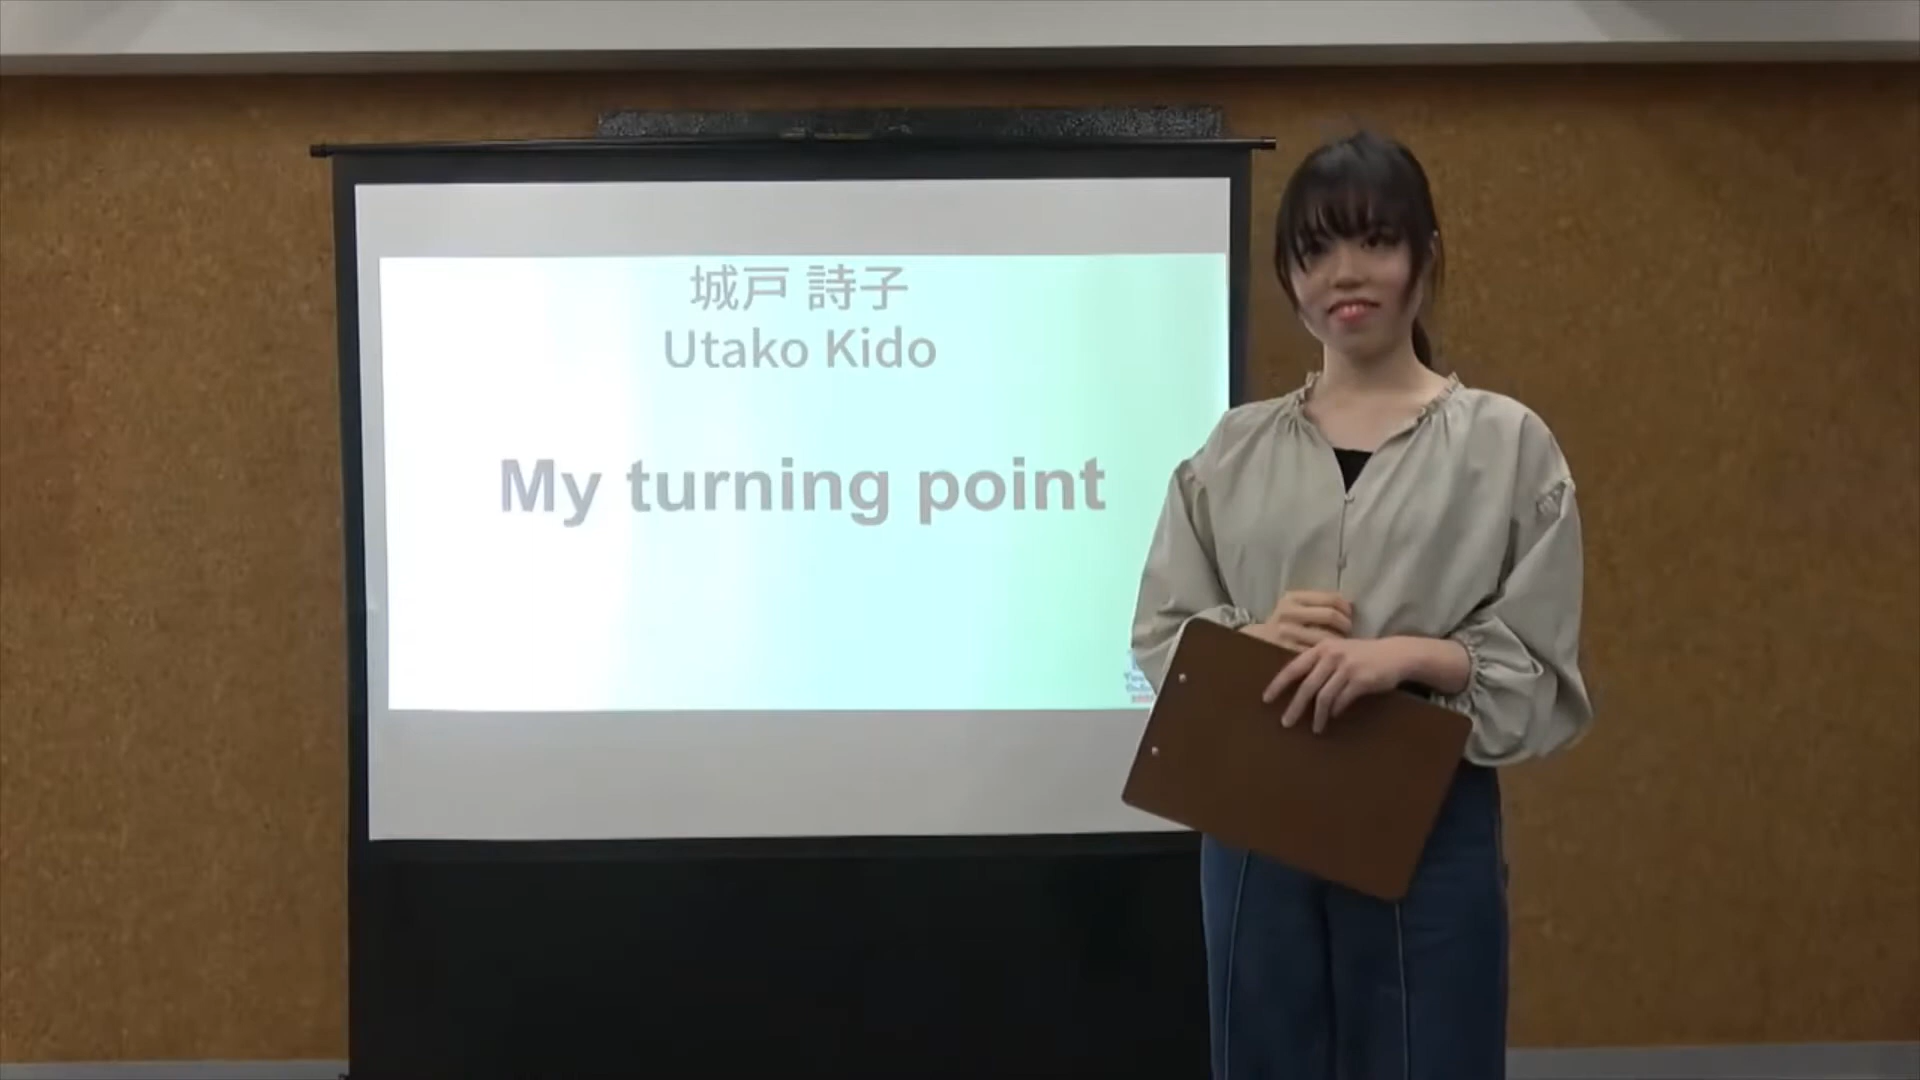 城戸 詩子
Utako Kido
My turning point